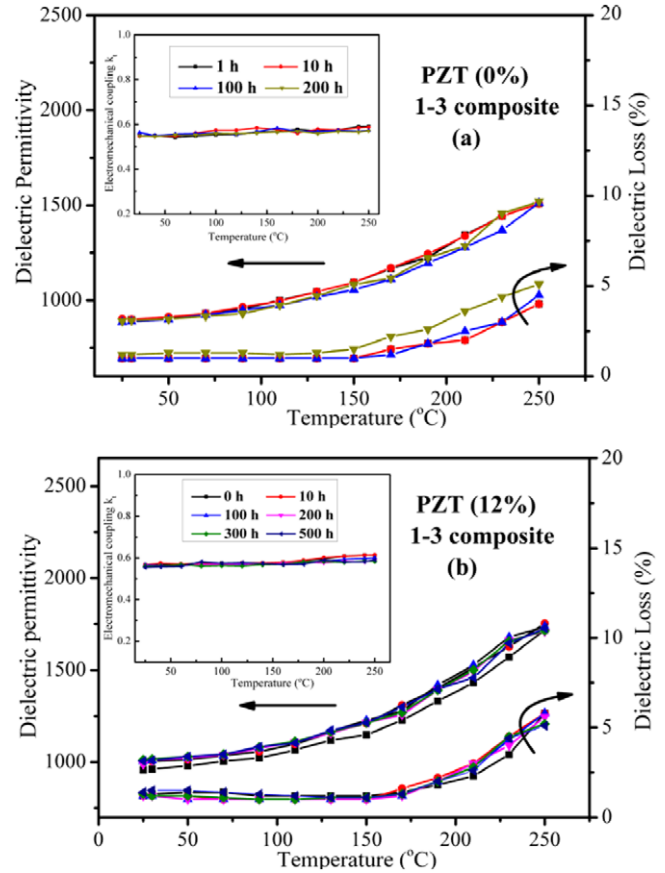 2500
2000
1500
1000
Dielectric Permittivity
20
15
10
5
0
Dielectric Loss (%)
50
100
150
200
250
Temperature (°C)
PZT (0%)
1-3 composite
(a)
1.0
0.8
0.6
0.4
0.2
Electromechanical coupling kt
1 h
10 h
100 h
200 h
50
100
150
200
250
Temperature (°C)
2500
2250
2000
1750
1500
1250
1000
Dielectric permittivity
20
15
10
5
0
Dielectric Loss (%)
0
50
100
150
200
250
Temperature (°C)
PZT (12%)
1-3 composite
(b)
1.0
0.8
0.6
0.4
0.2
Electromechanical coupling kt
0 h
10 h
100 h
200 h
300 h
500 h
50
100
150
200
250
Temperature (°C)